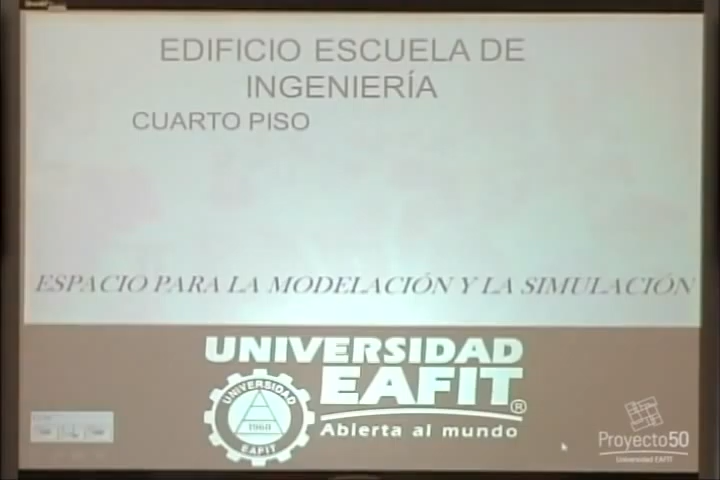 EDIFICIO ESCUELA DE
INGENIERÍA
CUARTO PISO
ESPACIO PARA LA MODELACIÓN Y LA SIMULACIÓN
UNIVERSIDAD
EAFIT®
Abierta al mundo
UNIVERSIDAD
1960
EAFIT
Proyecto50
Universidad EAFIT